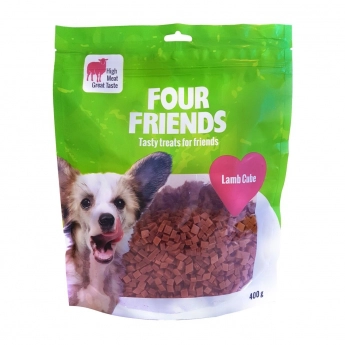 High
Meat
Great Taste
FOUR
FRIENDS
Tasty treats for friends
Lamb Cube
400 g